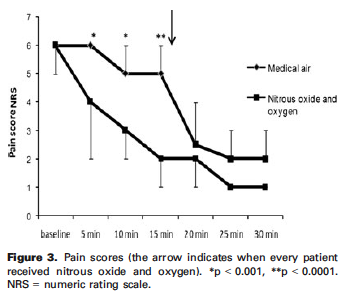 7
6
5
4
3
2
1
0
Pain score NRS
* * **
baseline 5 min 10 min 15 min 20 min 25 min 30 min
Medical air
Nitrous oxide and
oxygen
Figure 3. Pain scores (the arrow indicates when every patient
received nitrous oxide and oxygen). *p < 0.001, **p < 0.0001.
NRS = numeric rating scale.